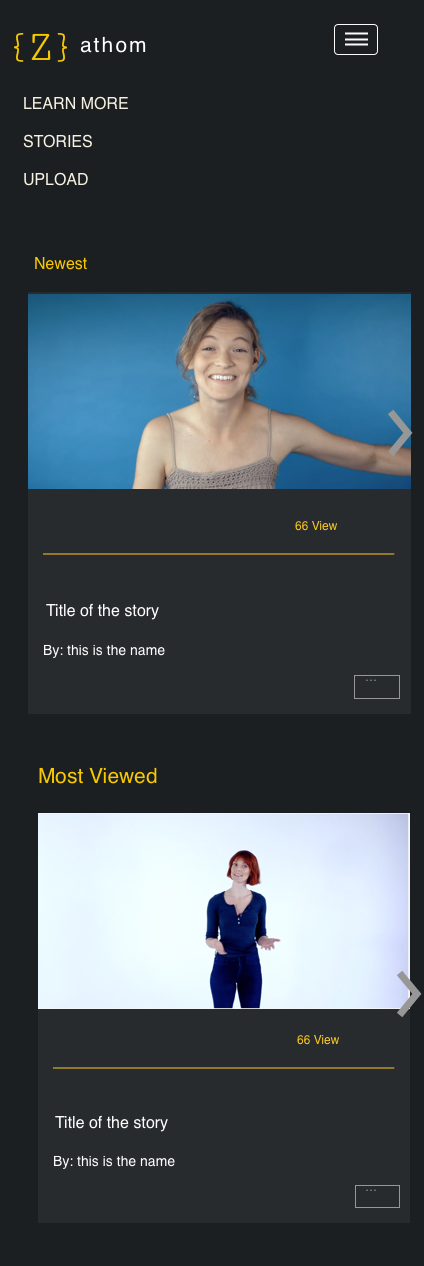 {Z} athom
LEARN MORE
STORIES
UPLOAD
Newest
66 View
Title of the story
By: this is the name
...
Most Viewed
66 View
Title of the story
By: this is the name
...